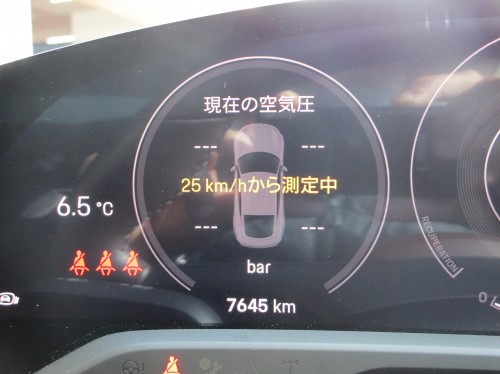 現在の空気圧
--- ---
25 km/hから測定中
6.5 °C
--- ---
bar
7645 km
RECUPERATION
0